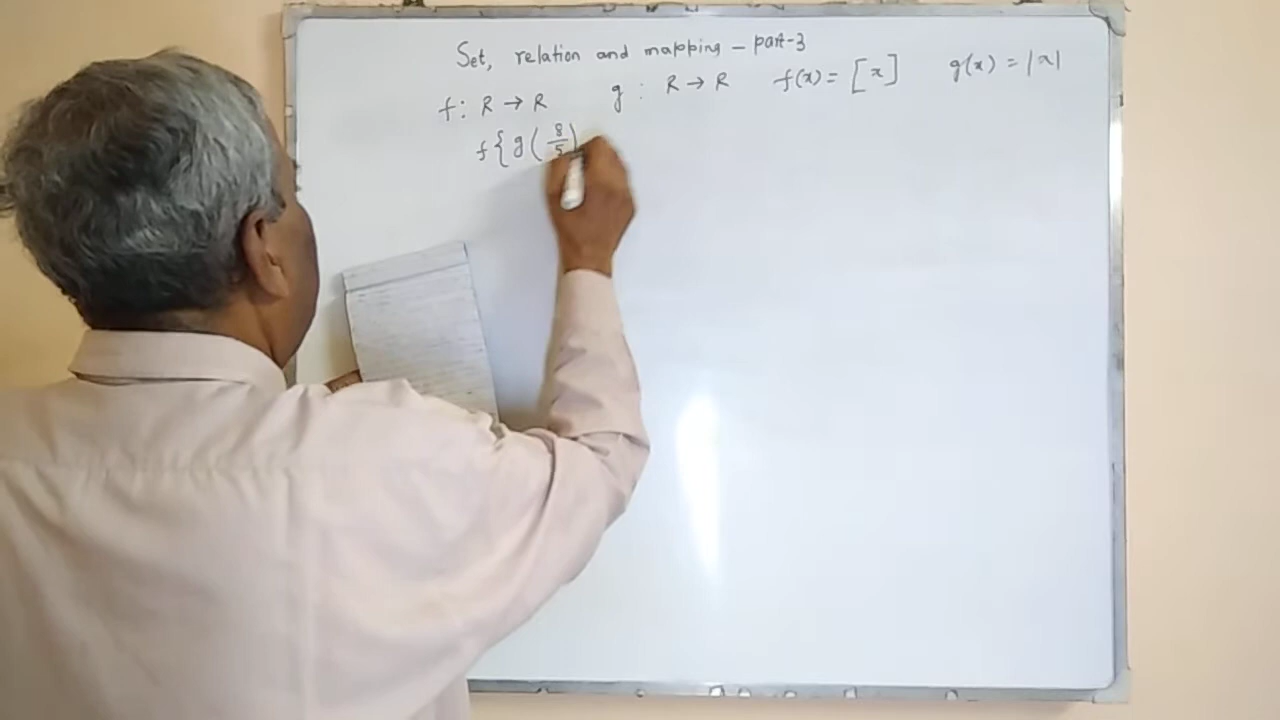 Set, relation and mapping – part-3
f: R → R g : R → R f(x) = [x] g(x) = |x|
f{g(8/5)